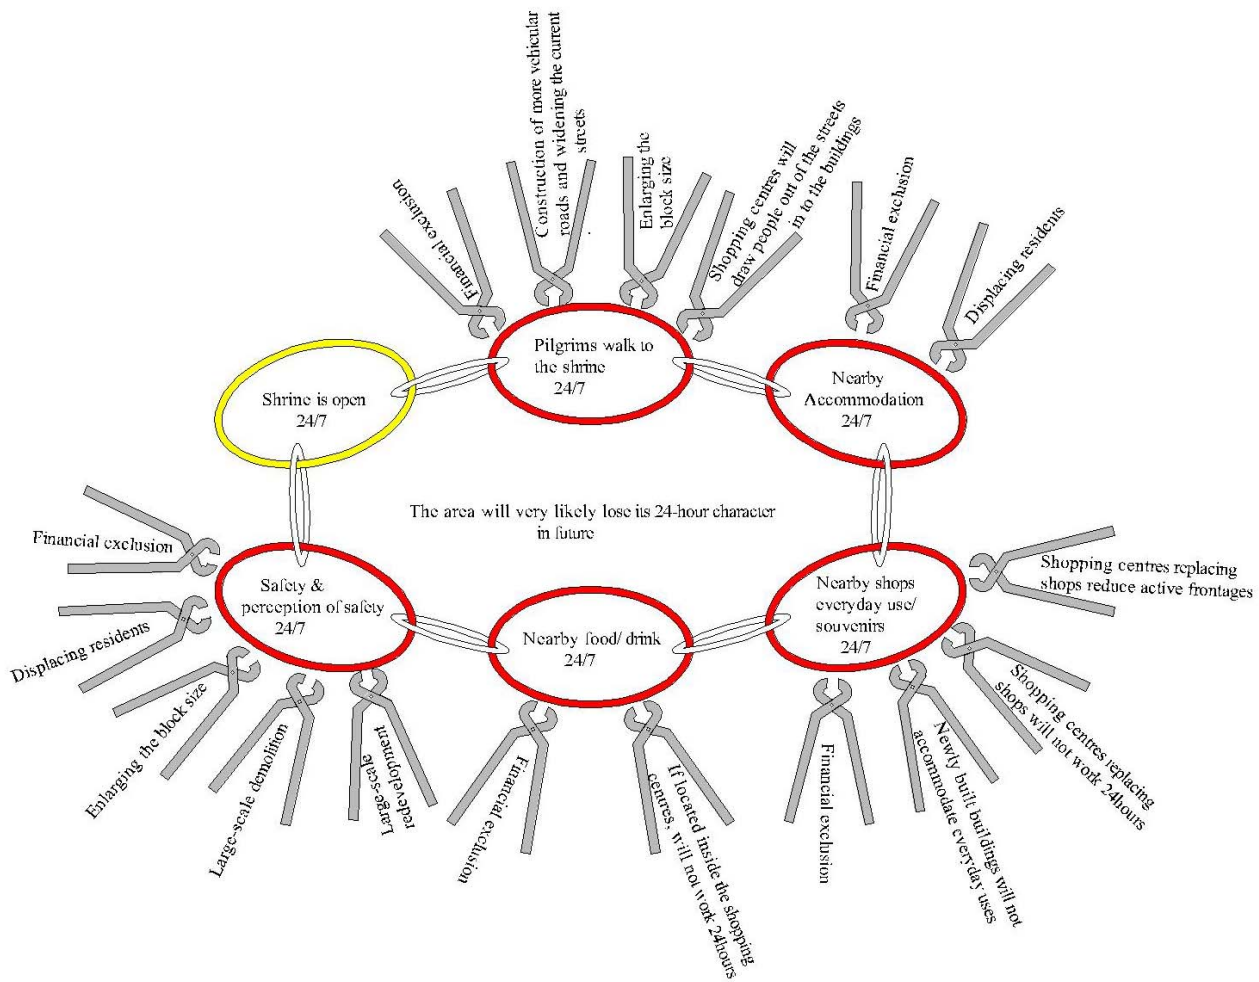 Construction of more vehicular
roads and widening the current
streets
Financial exclusion
Enlarging the
block size
Shopping centres will
draw people out of the streets
in to the buildings
Financial exclusion
Displacing residents
Pilgrims walk to
the shrine
24/7
Nearby
Accommodation
24/7
Shrine is open
24/7
The area will very likely lose its 24-hour character
in future
Financial exclusion
Safety &
perception of safety
24/7
Nearby shops
everyday use/
souvenirs
24/7
Shopping centres replacing
shops reduce active frontages
Displacing residents
Nearby food/ drink
24/7
Enlarging the block size
Large-scale demolition
Large-scale
redevelopment
Financial exclusion
If located inside the shopping
centres, will not work 24hours
Financial exclusion
Newly built buildings will not
accommodate everyday uses
Shopping centres replacing
shops will not work 24hours